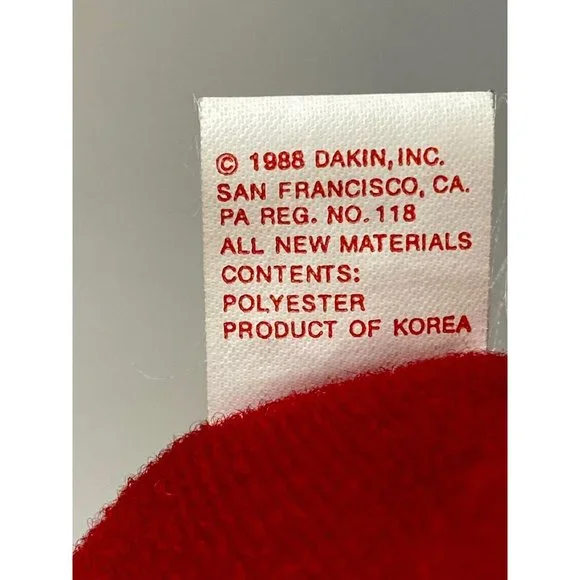 © 1988 DAKIN, INC.
SAN FRANCISCO, CA.
PA REG. NO. 118
ALL NEW MATERIALS
CONTENTS:
POLYESTER
PRODUCT OF KOREA